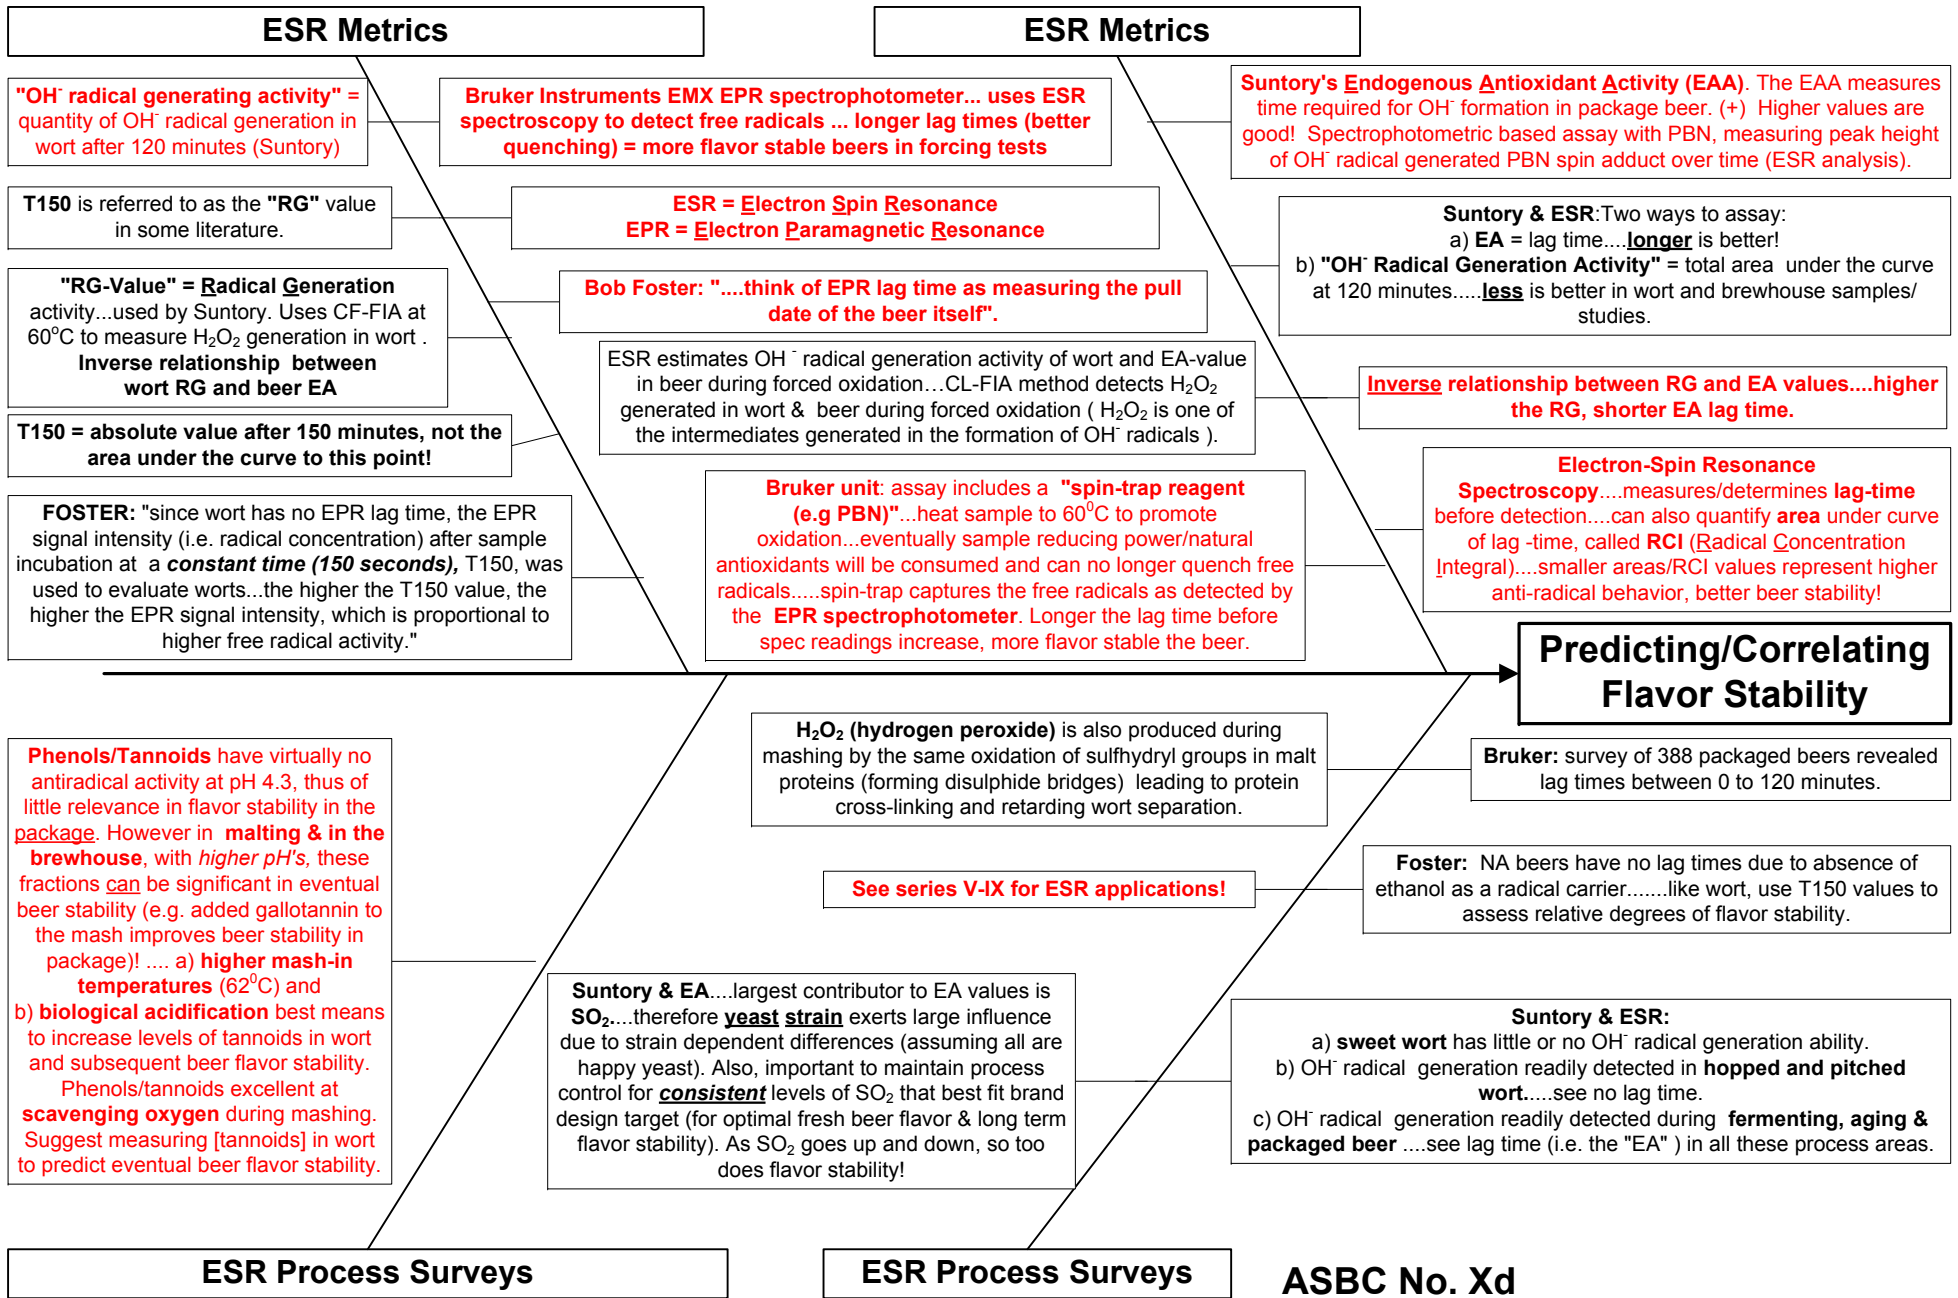 ESR Metrics
ESR Metrics
"OH⁻ radical generating activity" =
quantity of OH⁻ radical generation in
wort after 120 minutes (Suntory)
Bruker Instruments EMX EPR spectrophotometer... uses ESR
spectroscopy to detect free radicals ... longer lag times (better
quenching) = more flavor stable beers in forcing tests
Suntory's Endogenous Antioxidant Activity (EAA). The EAA measures
time required for OH⁻ formation in package beer. (+) Higher values are
good! Spectrophotometric based assay with PBN, measuring peak height
of OH⁻ radical generated PBN spin adduct over time (ESR analysis).
T150 is referred to as the "RG" value
in some literature.
ESR = Electron Spin Resonance
EPR = Electron Paramagnetic Resonance
Suntory & ESR:Two ways to assay:
a) EA = lag time....longer is better!
b) "OH⁻ Radical Generation Activity" = total area under the curve
at 120 minutes.....less is better in wort and brewhouse samples/
studies.
"RG-Value" = Radical Generation
activity...used by Suntory. Uses CF-FIA at
60⁰C to measure H₂O₂ generation in wort .
Inverse relationship between
wort RG and beer EA
Bob Foster: "....think of EPR lag time as measuring the pull
date of the beer itself".
ESR estimates OH ⁻ radical generation activity of wort and EA-value
in beer during forced oxidation…CL-FIA method detects H₂O₂
generated in wort & beer during forced oxidation ( H₂O₂ is one of
the intermediates generated in the formation of OH⁻ radicals ).
Inverse relationship between RG and EA values....higher
the RG, shorter EA lag time.
T150 = absolute value after 150 minutes, not the
area under the curve to this point!
FOSTER: "since wort has no EPR lag time, the EPR
signal intensity (i.e. radical concentration) after sample
incubation at a constant time (150 seconds), T150, was
used to evaluate worts...the higher the T150 value, the
higher the EPR signal intensity, which is proportional to
higher free radical activity."
Bruker unit: assay includes a "spin-trap reagent
(e.g PBN)"...heat sample to 60⁰C to promote
oxidation...eventually sample reducing power/natural
antioxidants will be consumed and can no longer quench free
radicals.....spin-trap captures the free radicals as detected by
the EPR spectrophotometer. Longer the lag time before
spec readings increase, more flavor stable the beer.
Electron-Spin Resonance
Spectroscopy....measures/determines lag-time
before detection....can also quantify area under curve
of lag -time, called RCI (Radical Concentration
Integral)....smaller areas/RCI values represent higher
anti-radical behavior, better beer stability!
Predicting/Correlating
Flavor Stability
Phenols/Tannoids have virtually no
antiradical activity at pH 4.3, thus of
little relevance in flavor stability in the
package. However in malting & in the
brewhouse, with higher pH's, these
fractions can be significant in eventual
beer stability (e.g. added gallotannin to
the mash improves beer stability in
package)! .... a) higher mash-in
temperatures (62⁰C) and
b) biological acidification best means
to increase levels of tannoids in wort
and subsequent beer flavor stability.
Phenols/tannoids excellent at
scavenging oxygen during mashing.
Suggest measuring [tannoids] in wort
to predict eventual beer flavor stability.
H₂O₂ (hydrogen peroxide) is also produced during
mashing by the same oxidation of sulfhydryl groups in malt
proteins (forming disulphide bridges) leading to protein
cross-linking and retarding wort separation.
Bruker: survey of 388 packaged beers revealed
lag times between 0 to 120 minutes.
See series V-IX for ESR applications!
Foster: NA beers have no lag times due to absence of
ethanol as a radical carrier.......like wort, use T150 values to
assess relative degrees of flavor stability.
Suntory & EA....largest contributor to EA values is
SO₂....therefore yeast strain exerts large influence
due to strain dependent differences (assuming all are
happy yeast). Also, important to maintain process
control for consistent levels of SO₂ that best fit brand
design target (for optimal fresh beer flavor & long term
flavor stability). As SO₂ goes up and down, so too
does flavor stability!
Suntory & ESR:
a) sweet wort has little or no OH⁻ radical generation ability.
b) OH⁻ radical generation readily detected in hopped and pitched
wort.....see no lag time.
c) OH⁻ radical generation readily detected during fermenting, aging &
packaged beer ....see lag time (i.e. the "EA" ) in all these process areas.
ESR Process Surveys
ESR Process Surveys
ASBC No. Xd